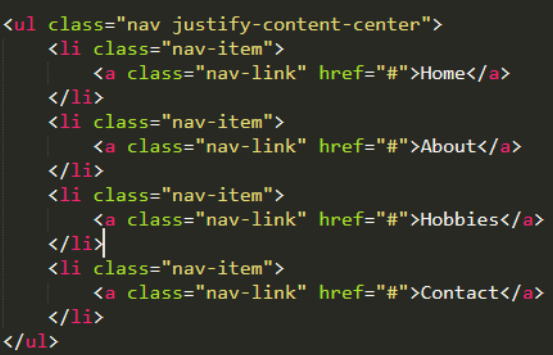 <ul class="nav justify-content-center">
    <li class="nav-item">
        <a class="nav-link" href="#">Home</a>
    </li>
    <li class="nav-item">
        <a class="nav-link" href="#">About</a>
    </li>
    <li class="nav-item">
        <a class="nav-link" href="#">Hobbies</a>
    </li>
    <li class="nav-item">
        <a class="nav-link" href="#">Contact</a>
    </li>
</ul>